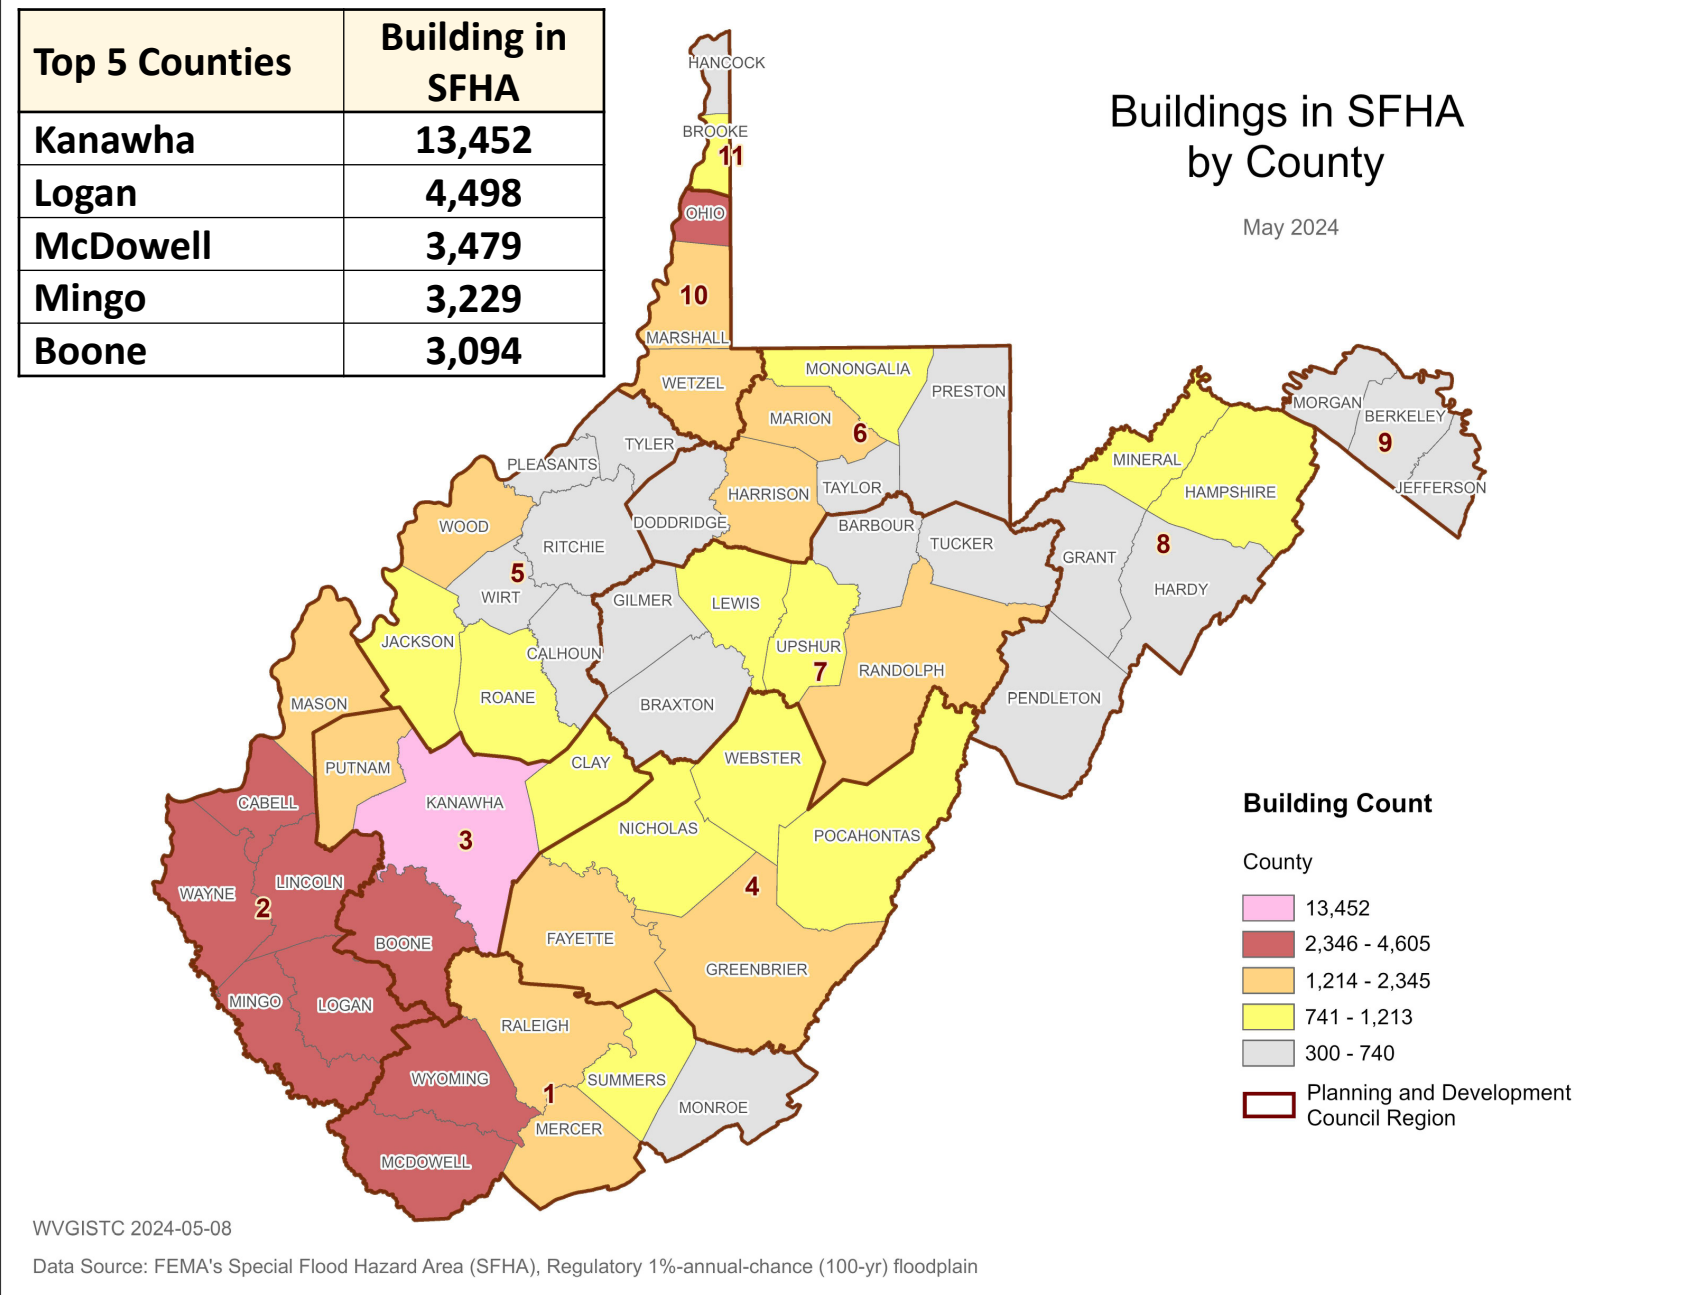 Top 5 Counties
Building in
SFHA
Kanawha 13,452
Logan 4,498
McDowell 3,479
Mingo 3,229
Boone 3,094
Buildings in SFHA
by County
May 2024
HANCOCK
BROOKE
11
OHIO
10
MARSHALL
WETZEL
MONONGALIA
PRESTON
MARION
6
TYLER
PLEASANTS
HARRISON
TAYLOR
WOOD
DODDRIDGE
BARBOUR
TUCKER
RITCHIE
5
WIRT
GILMER
LEWIS
MINERAL
HAMPSHIRE
MORGAN
BERKELEY
9
JEFFERSON
GRANT
8
HARDY
JACKSON
CALHOUN
UPSHUR
7
RANDOLPH
PENDLETON
ROANE
BRAXTON
MASON
PUTNAM
CLAY
WEBSTER
CABELL
KANAWHA
3
NICHOLAS
POCAHONTAS
WAYNE
LINCOLN
2
4
BOONE
FAYETTE
GREENBRIER
MINGO
LOGAN
RALEIGH
WYOMING
1
SUMMERS
MONROE
MERCER
MCDOWELL
Building Count
County
13,452
2,346 - 4,605
1,214 - 2,345
741 - 1,213
300 - 740
Planning and Development
Council Region
WVGISTC 2024-05-08
Data Source: FEMA's Special Flood Hazard Area (SFHA), Regulatory 1%-annual-chance (100-yr) floodplain